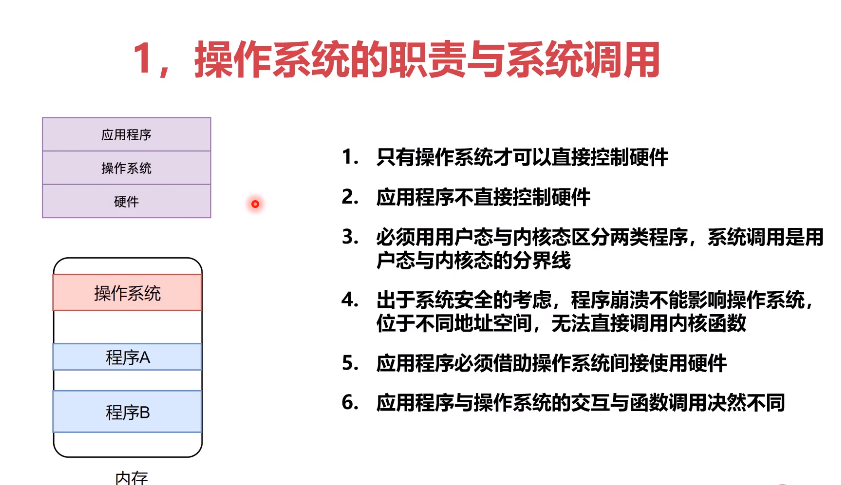 1，操作系统的职责与系统调用
应用程序
操作系统
硬件
操作系统
程序A
程序B
内存
1. 只有操作系统才可以直接控制硬件
2. 应用程序不直接控制硬件
3. 必须用用户态与内核态区分两类程序，系统调用是用
户态与内核态的分界线
4. 出于系统安全的考虑，程序崩溃不能影响操作系统，
位于不同地址空间，无法直接调用内核函数
5. 应用程序必须借助操作系统间接使用硬件
6. 应用程序与操作系统的交互与函数调用决然不同